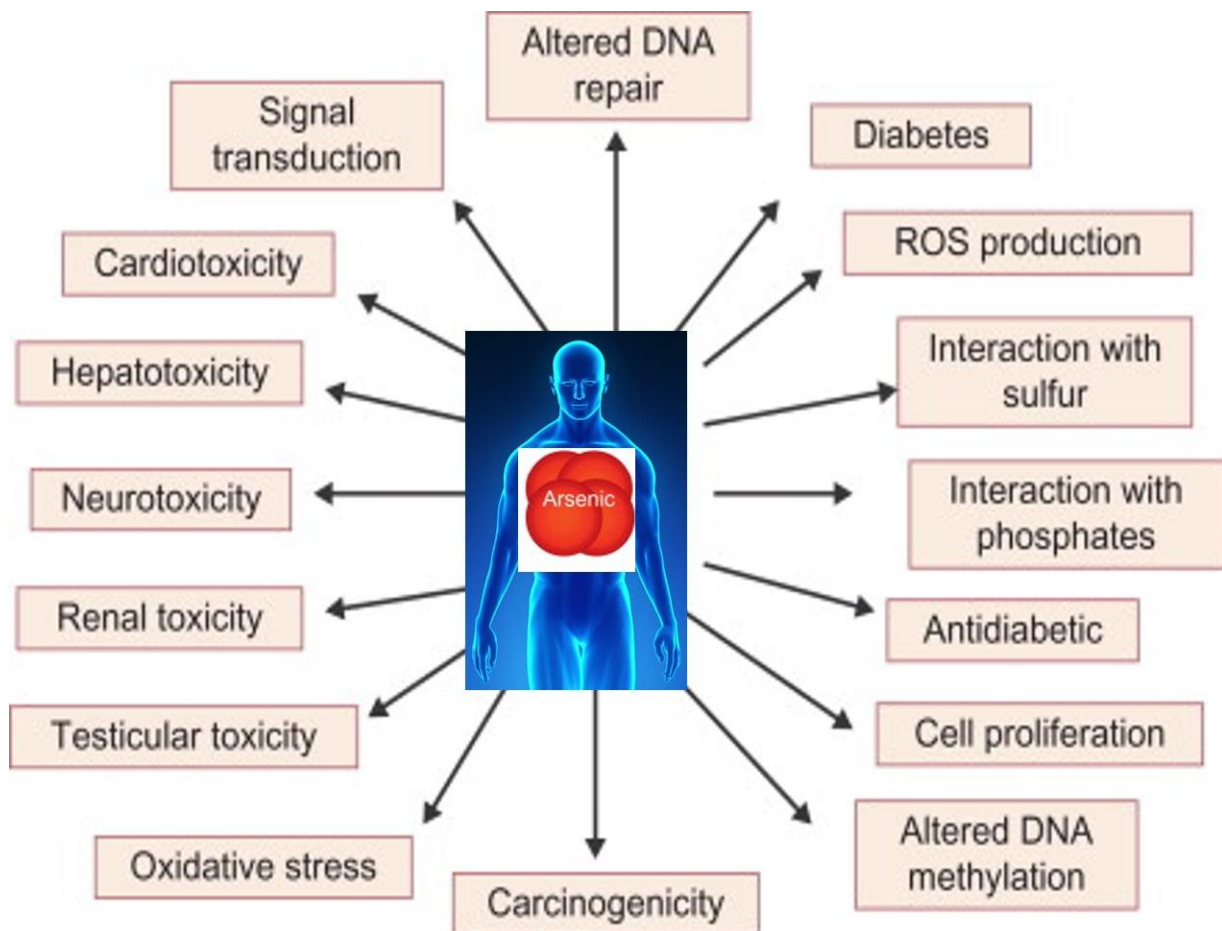 Altered DNA
repair
Signal
transduction
Diabetes
Cardiotoxicity
ROS production
Hepatotoxicity
Interaction with
sulfur
Neurotoxicity
Arsenic
Interaction with
phosphates
Renal toxicity
Antidiabetic
Testicular toxicity
Cell proliferation
Oxidative stress
Carcinogenicity
Altered DNA
methylation